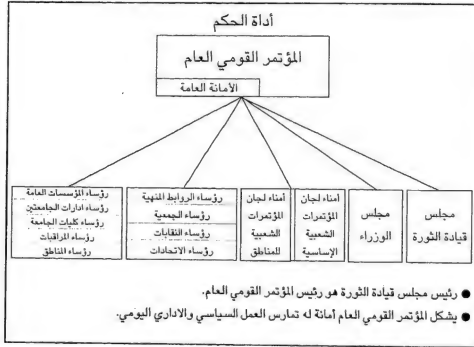 أداة الحكم
المؤتمر القومي العام
الأمانة العامة
مجلس
قيادة الثورة
مجلس
الوزراء
أمناء لجان
المؤتمرات
الشعبية
الإساسية
أمناء لجان
المؤتمرات
الشعبية
للمناطق
رؤساء الروابط المنهية
رؤساء الجمعية
رؤساء النقابات
رؤساء الاتحادات
رؤساء المؤسسات العامة
رؤساء ادارات الجامعتين
رؤساء كليات الجامعة
رؤساء المراقبات
رؤساء المناطق
● رئيس مجلس قيادة الثورة هو رئيس المؤتمر القومي العام.
● يشكل المؤتمر القومي العام أمانة له تمارس العمل السياسي والاداري اليومي.